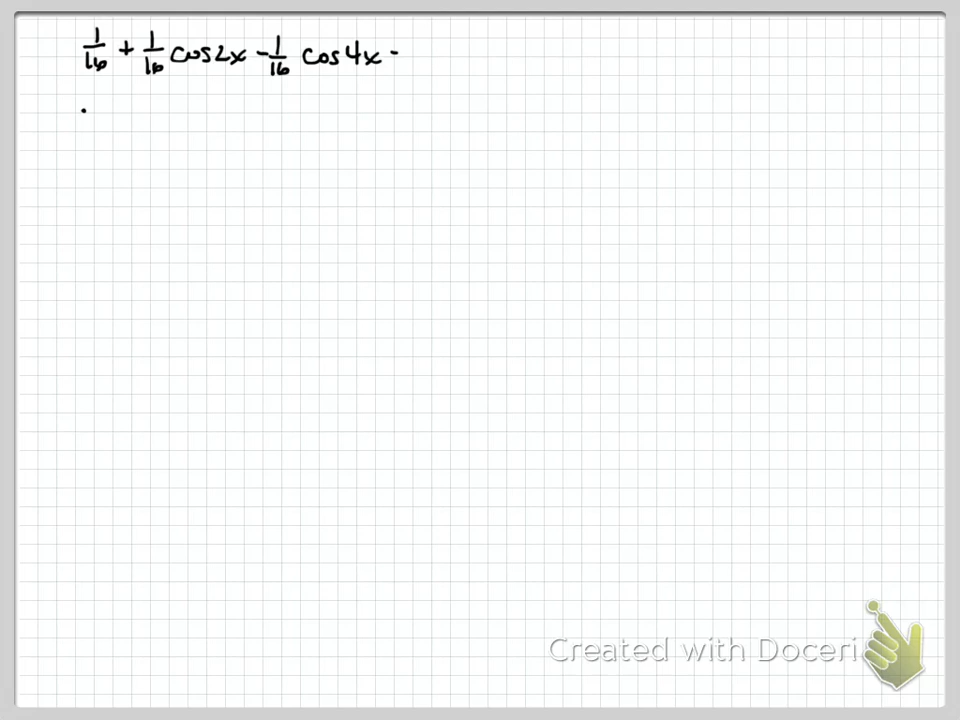 1/16 + 1/16 cos2x - 1/16 cos4x -
Created with Doceri